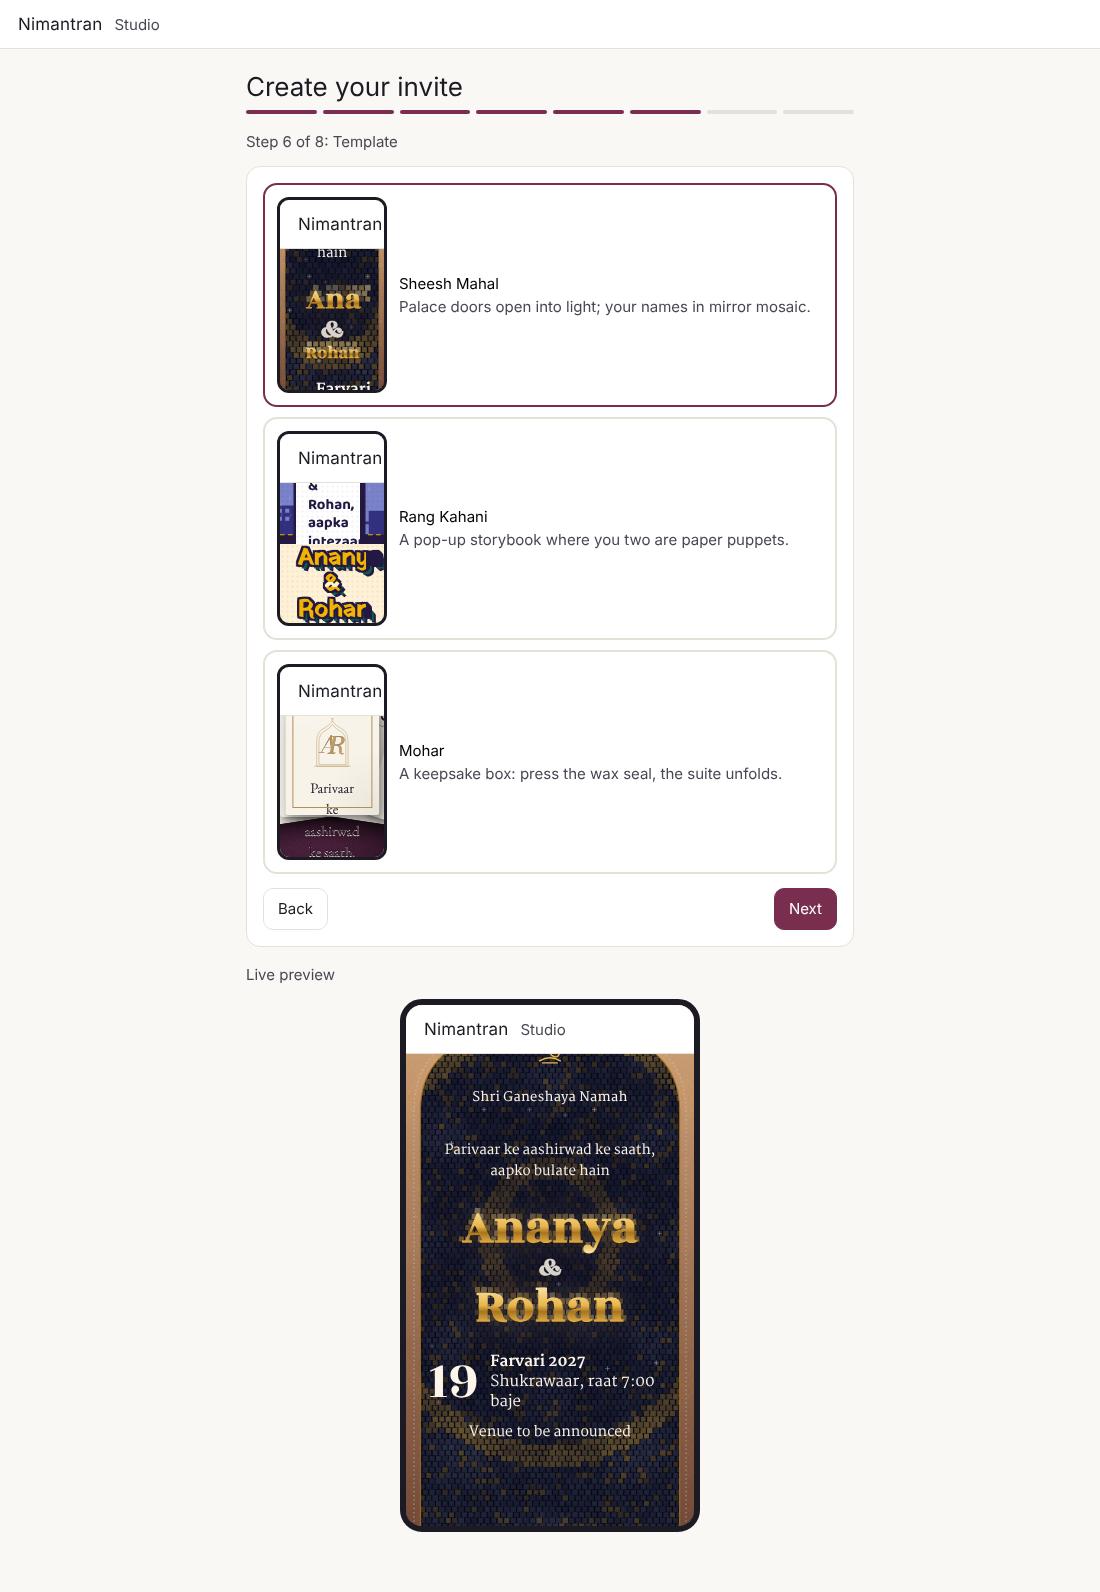 Nimantran Studio
Create your invite
Step 6 of 8: Template
Nimantran
hain
Ana
&
Rohan
Farvari
Sheesh Mahal
Palace doors open into light; your names in mirror mosaic.
Nimantran
&
Rohan,
aapka
intezaar
Anany
&
Rohan
Rang Kahani
A pop-up storybook where you two are paper puppets.
Nimantran
AR
Parivaar
ke
aashirwad
ke saath,
Mohar
A keepsake box: press the wax seal, the suite unfolds.
Back
Next
Live preview
Nimantran Studio
Shri Ganeshaya Namah
Parivaar ke aashirwad ke saath,
aapko bulate hain
Ananya
&
Rohan
19
Farvari 2027
Shukrawaar, raat 7:00
baje
Venue to be announced